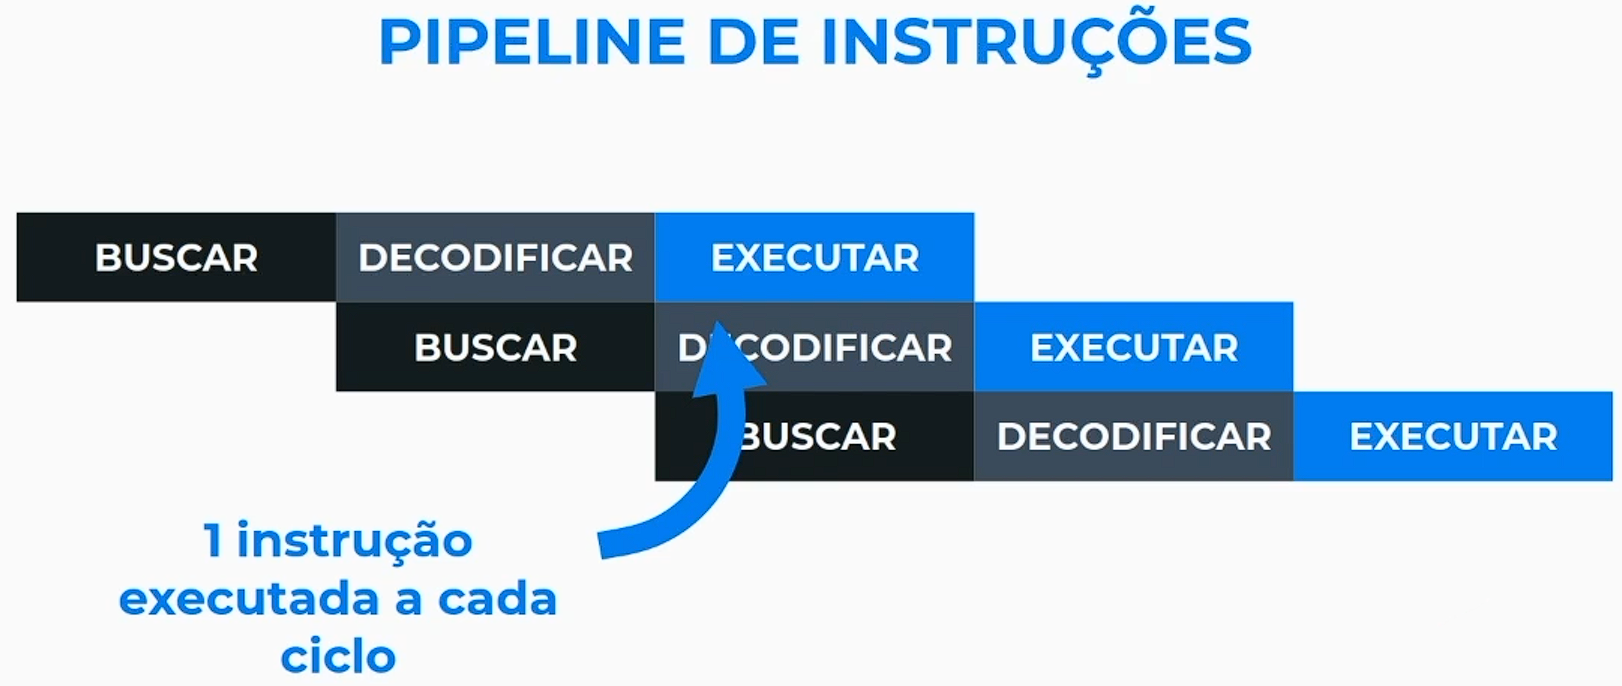 PIPELINE DE INSTRUÇÕES
BUSCAR DECODIFICAR EXECUTAR
BUSCAR DECODIFICAR EXECUTAR
BUSCAR DECODIFICAR EXECUTAR
1 instrução
executada a cada
ciclo